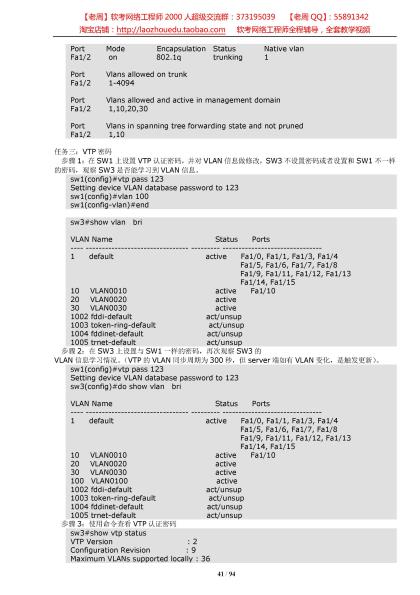 【老周】软考网络工程师 2000 人超级交流群：373195039 【老周 QQ】：55891342
淘宝店铺：http://laozhouedu.taobao.com 软考网络工程师全程辅导，全套教学视频
Port Mode Encapsulation Status Native vlan
Fa1/2 on 802.1q trunking 1
Port Vlans allowed on trunk
Fa1/2 1-4094
Port Vlans allowed and active in management domain
Fa1/2 1,10,20,30
Port Vlans in spanning tree forwarding state and not pruned
Fa1/2 1,10
任务三：VTP 密码
步骤 1：在 SW1 上设置 VTP 认证密码，并对 VLAN 信息做修改，SW3 不设置密码或者设置和 SW1 不一样
的密码，观察 SW3 是否能学习到 VLAN 信息。
sw1(config)#vtp pass 123
Setting device VLAN database password to 123
sw1(config)#vlan 100
sw1(config-vlan)#end
sw3#show vlan bri
VLAN Name Status Ports
---- -------------------------------- --------- -------------------------------
1 default active Fa1/0, Fa1/1, Fa1/3, Fa1/4
Fa1/5, Fa1/6, Fa1/7, Fa1/8
Fa1/9, Fa1/11, Fa1/12, Fa1/13
Fa1/14, Fa1/15
10 VLAN0010 active Fa1/10
20 VLAN0020 active
30 VLAN0030 active
1002 fddi-default act/unsup
1003 token-ring-default act/unsup
1004 fddinet-default act/unsup
1005 trnet-default act/unsup
步骤 2：在 SW3 上设置与 SW1 一样的密码，再次观察 SW3 的
VLAN 信息学习情况。（VTP 的 VLAN 同步周期为 300 秒，但 server 端如有 VLAN 变化，是触发更新）。
sw1(config)#vtp pass 123
Setting device VLAN database password to 123
sw3(config)#do show vlan bri
VLAN Name Status Ports
---- -------------------------------- --------- -------------------------------
1 default active Fa1/0, Fa1/1, Fa1/3, Fa1/4
Fa1/5, Fa1/6, Fa1/7, Fa1/8
Fa1/9, Fa1/11, Fa1/12, Fa1/13
Fa1/14, Fa1/15
10 VLAN0010 active Fa1/10
20 VLAN0020 active
30 VLAN0030 active
100 VLAN0100 active
1002 fddi-default act/unsup
1003 token-ring-default act/unsup
1004 fddinet-default act/unsup
1005 trnet-default act/unsup
步骤 3：使用命令查看 VTP 认证密码
sw3#show vtp status
VTP Version : 2
Configuration Revision : 9
Maximum VLANs supported locally : 36
41 / 94